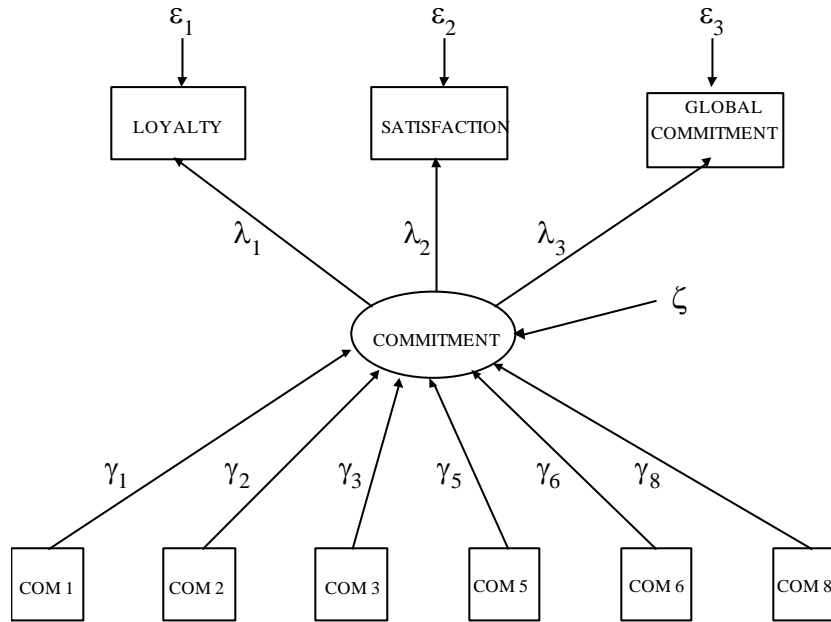 ε1 ε2 ε3
LOYALTY SATISFACTION GLOBAL
COMMITMENT
λ1 λ2 λ3
ζ
COMMITMENT
γ1 γ2 γ3 γ5 γ6 γ8
COM 1 COM 2 COM 3 COM 5 COM 6 COM 8